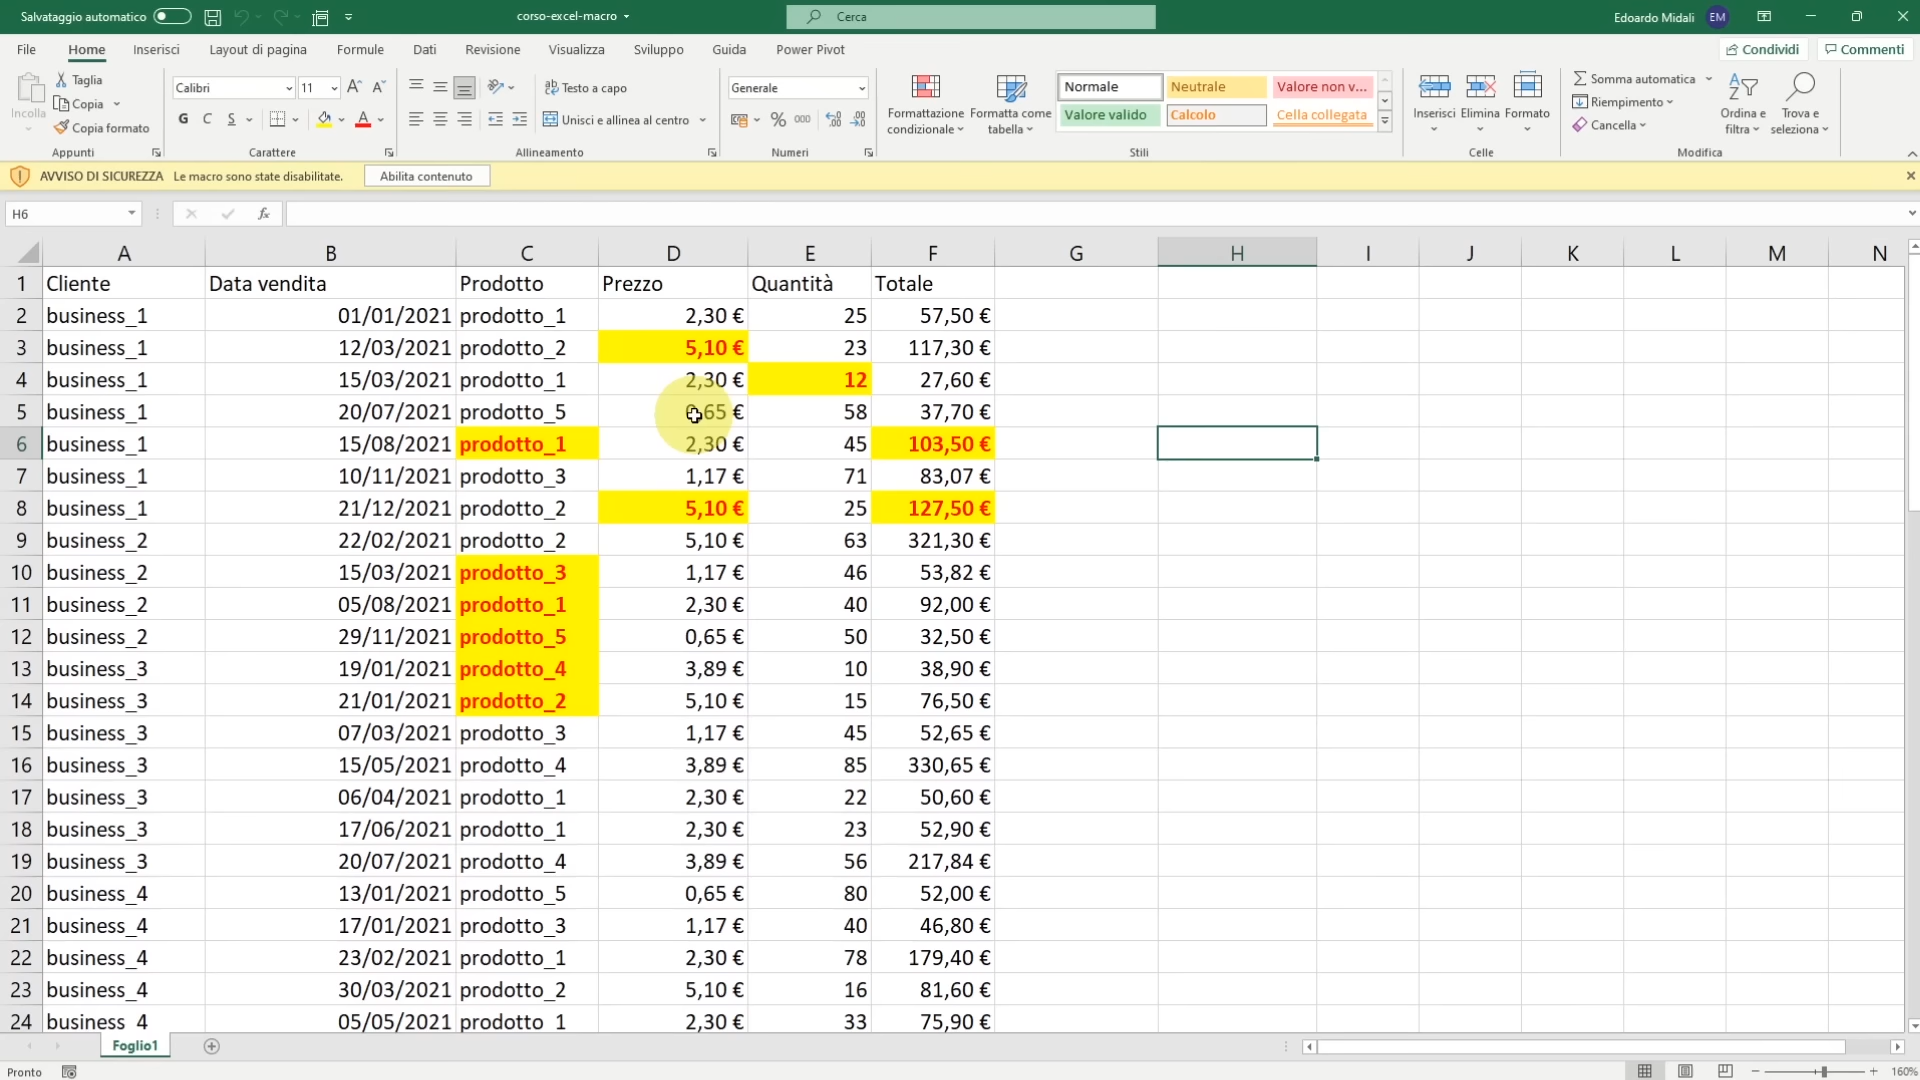 Salvataggio automatico corso-excel-macro Cerca Edoardo Midali EM
File Home Inserisci Layout di pagina Formule Dati Revisione Visualizza Sviluppo Guida Power Pivot Condividi Commenti
Incolla Taglia Copia Copia formato Appunti
Calibri 11 G C S A A A Carattere
Testo a capo Unisci e allinea al centro Allineamento
Generale % 000 Numeri
Formattazione condizionale Formatta come tabella Normale Neutrale Valore non v... Valore valido Calcolo Cella collegata Stili
Inserisci Elimina Formato Celle
Somma automatica Riempimento Cancella Ordina e filtra Trova e seleziona Modifica
AVVISO DI SICUREZZA Le macro sono state disabilitate. Abilita contenuto
H6 fx
A B C D E F G H I J K L M N
1 Cliente Data vendita Prodotto Prezzo Quantità Totale
2 business_1 01/01/2021 prodotto_1 2,30 € 25 57,50 €
3 business_1 12/03/2021 prodotto_2 5,10 € 23 117,30 €
4 business_1 15/03/2021 prodotto_1 2,30 € 12 27,60 €
5 business_1 20/07/2021 prodotto_5 0,65 € 58 37,70 €
6 business_1 15/08/2021 prodotto_1 2,30 € 45 103,50 €
7 business_1 10/11/2021 prodotto_3 1,17 € 71 83,07 €
8 business_1 21/12/2021 prodotto_2 5,10 € 25 127,50 €
9 business_2 22/02/2021 prodotto_2 5,10 € 63 321,30 €
10 business_2 15/03/2021 prodotto_3 1,17 € 46 53,82 €
11 business_2 05/08/2021 prodotto_1 2,30 € 40 92,00 €
12 business_2 29/11/2021 prodotto_5 0,65 € 50 32,50 €
13 business_3 19/01/2021 prodotto_4 3,89 € 10 38,90 €
14 business_3 21/01/2021 prodotto_2 5,10 € 15 76,50 €
15 business_3 07/03/2021 prodotto_3 1,17 € 45 52,65 €
16 business_3 15/05/2021 prodotto_4 3,89 € 85 330,65 €
17 business_3 06/04/2021 prodotto_1 2,30 € 22 50,60 €
18 business_3 17/06/2021 prodotto_1 2,30 € 23 52,90 €
19 business_3 20/07/2021 prodotto_4 3,89 € 56 217,84 €
20 business_4 13/01/2021 prodotto_5 0,65 € 80 52,00 €
21 business_4 17/01/2021 prodotto_3 1,17 € 40 46,80 €
22 business_4 23/02/2021 prodotto_1 2,30 € 78 179,40 €
23 business_4 30/03/2021 prodotto_2 5,10 € 16 81,60 €
24 business_4 05/05/2021 prodotto_1 2,30 € 33 75,90 €
Foglio1
Pronto 160%